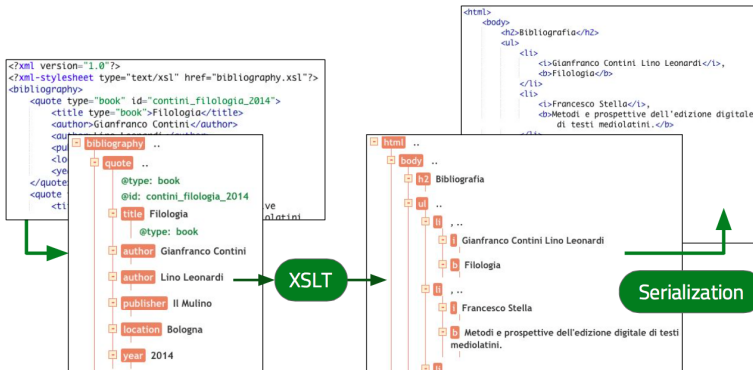 <?xml version="1.0"?>
<?xml-stylesheet type="text/xsl" href="bibliography.xsl"?>
<bibliography>
<quote type="book" id="contini_filologia_2014">
<title type="book">Filologia</title>
<author>Gianfranco Contini</author>
bibliography ..
quote ..
@type: book
@id: contini_filologia_2014
title Filologia
@type: book
author Gianfranco Contini
author Lino Leonardi
publisher Il Mulino
location Bologna
year 2014
XSLT
<html>
<body>
<h2>Bibliografia</h2>
<ul>
<li>
<i>Gianfranco Contini Lino Leonardi</i>,
<b>Filologia</b>
</li>
<li>
<i>Francesco Stella</i>,
<b>Metodi e prospettive dell'edizione digitale
di testi mediolatini.</b>
html ..
body ..
h2 Bibliografia
ul ..
li , ..
i Gianfranco Contini Lino Leonardi
b Filologia
li , ..
i Francesco Stella
b Metodi e prospettive dell'edizione digitale di testi
mediolatini.
li
Serialization